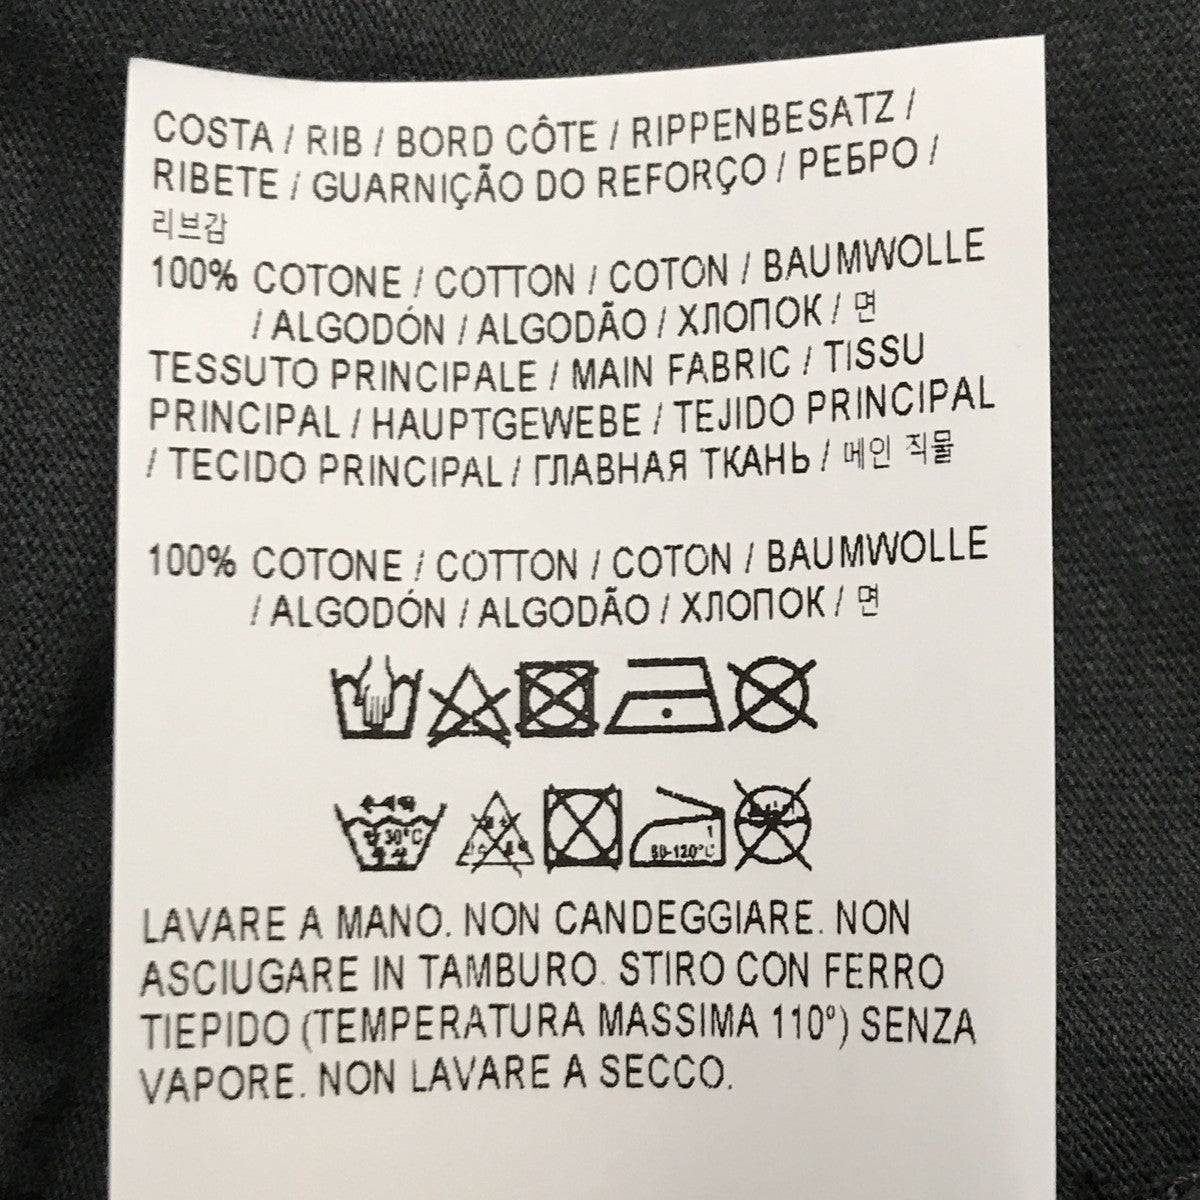 COSTA / RIB / BORD CÔTE / RIPPENBESATZ /
RIBETE / GUARNIÇÃO DO REFORÇO / РЕБРО /
리브감
100% COTONE / COTTON / COTON / BAUMWOLLE
/ ALGODÓN / ALGODÃO / ХЛОПОК / 면
TESSUTO PRINCIPALE / MAIN FABRIC / TISSU
PRINCIPAL / HAUPTGEWEBE / TEJIDO PRINCIPAL
/ TECIDO PRINCIPAL / ГЛАВНАЯ ТКАНЬ / 메인 직물
100% COTONE / COTTON / COTON / BAUMWOLLE
/ ALGODÓN / ALGODÃO / ХЛОПОК / 면
30°C
1
80-120°C
LAVARE A MANO. NON CANDEGGIARE. NON
ASCIUGARE IN TAMBURO. STIRO CON FERRO
TIEPIDO (TEMPERATURA MASSIMA 110°) SENZA
VAPORE. NON LAVARE A SECCO.